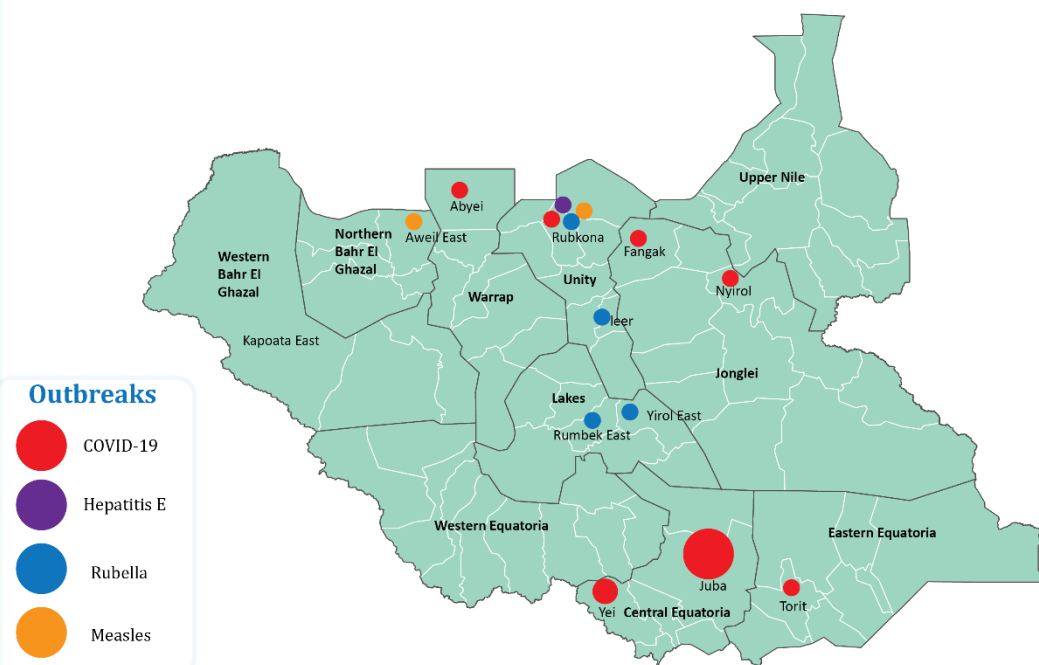 Upper Nile
Abyei
Northern
Bahr El
Ghazal
Aweil East
Rubkona
Fangak
Western
Bahr El
Ghazal
Warrap
Unity
Nyirol
leer
Kapoata East
Jonglei
Outbreaks
COVID-19
Hepatitis E
Rubella
Measles
Lakes
Yirol East
Rumbek East
Western Equatoria
Eastern Equatoria
Juba
Yei
Central Equatoria
Torit